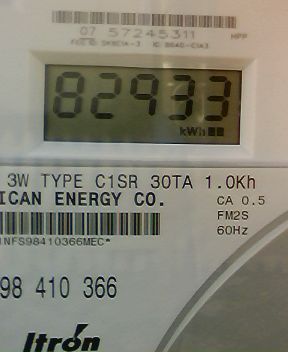 07 57245311
HPP
82933
kWh
3W TYPE C1SR 30TA 1.0Kh
ICAN ENERGY CO.
CA 0.5
FM2S
60Hz
INFS98410366MEC*
98 410 366
Itron